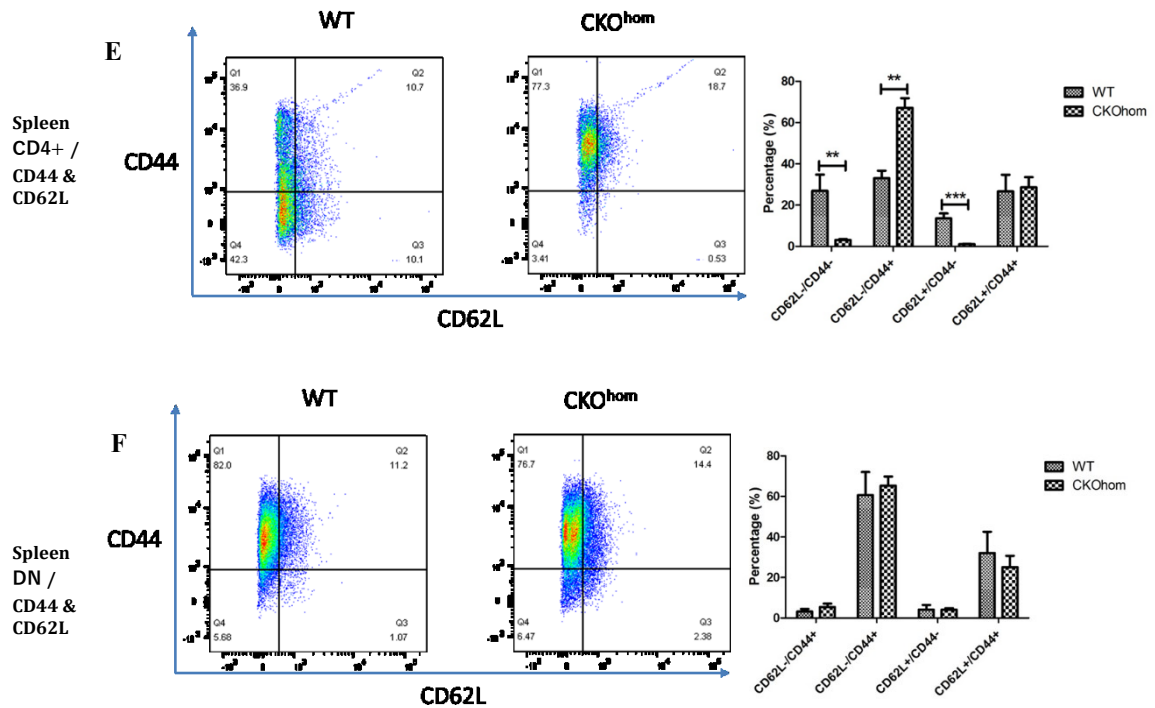 E
WT
CKOhom
Spleen
CD4+ /
CD44 &
CD62L
CD44
Q1
36.9
Q2
10.7
Q4
42.3
Q3
10.1
Q1
77.3
Q2
18.7
Q4
3.41
Q3
0.53
CD62L
Percentage (%)
80
60
40
20
0
**
**
***
WT
CKOhom
CD62L-/CD44-
CD62L-/CD44+
CD62L+/CD44-
CD62L+/CD44+
F
WT
CKOhom
Spleen
DN /
CD44 &
CD62L
CD44
Q1
82.0
Q2
11.2
Q4
5.68
Q3
1.07
Q1
76.7
Q2
14.4
Q4
6.47
Q3
2.38
CD62L
Percentage (%)
80
60
40
20
0
WT
CKOhom
CD62L-/CD44+
CD62L-/CD44+
CD62L+/CD44-
CD62L+/CD44+